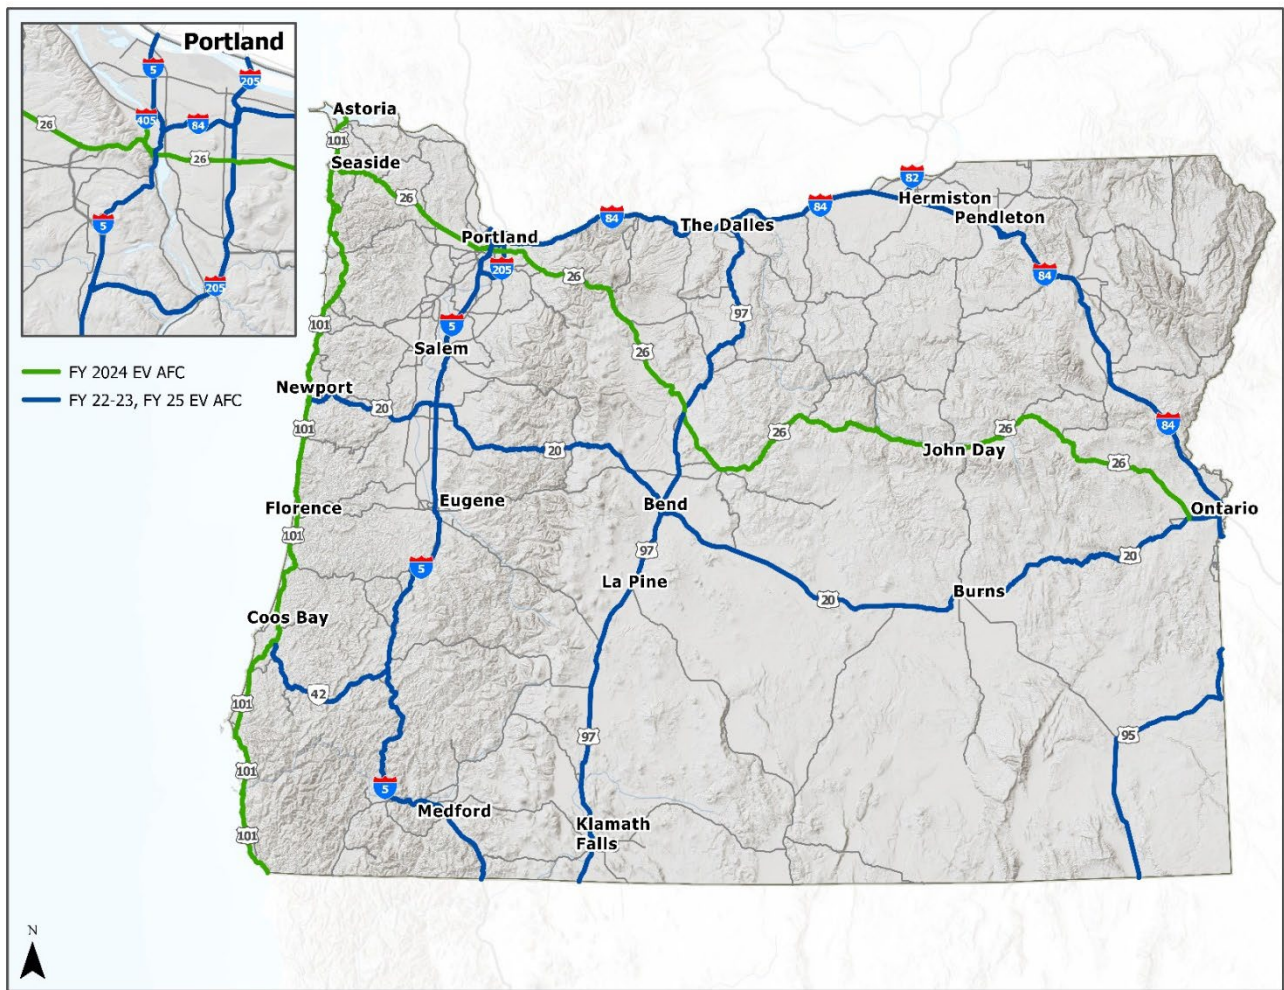 Portland
5
205
405
84
26
26
5
205
FY 2024 EV AFC
FY 22-23, FY 25 EV AFC
Astoria
101
Seaside
26
82
Hermiston
Pendleton
84
84
The Dalles
Portland
205
26
84
97
101
5
Salem
26
Newport
20
101
20
26
John Day
26
26
84
Florence
Eugene
Bend
Ontario
101
97
20
5
La Pine
20
Burns
Coos Bay
42
101
97
95
101
5
Medford
Klamath
Falls
101
N